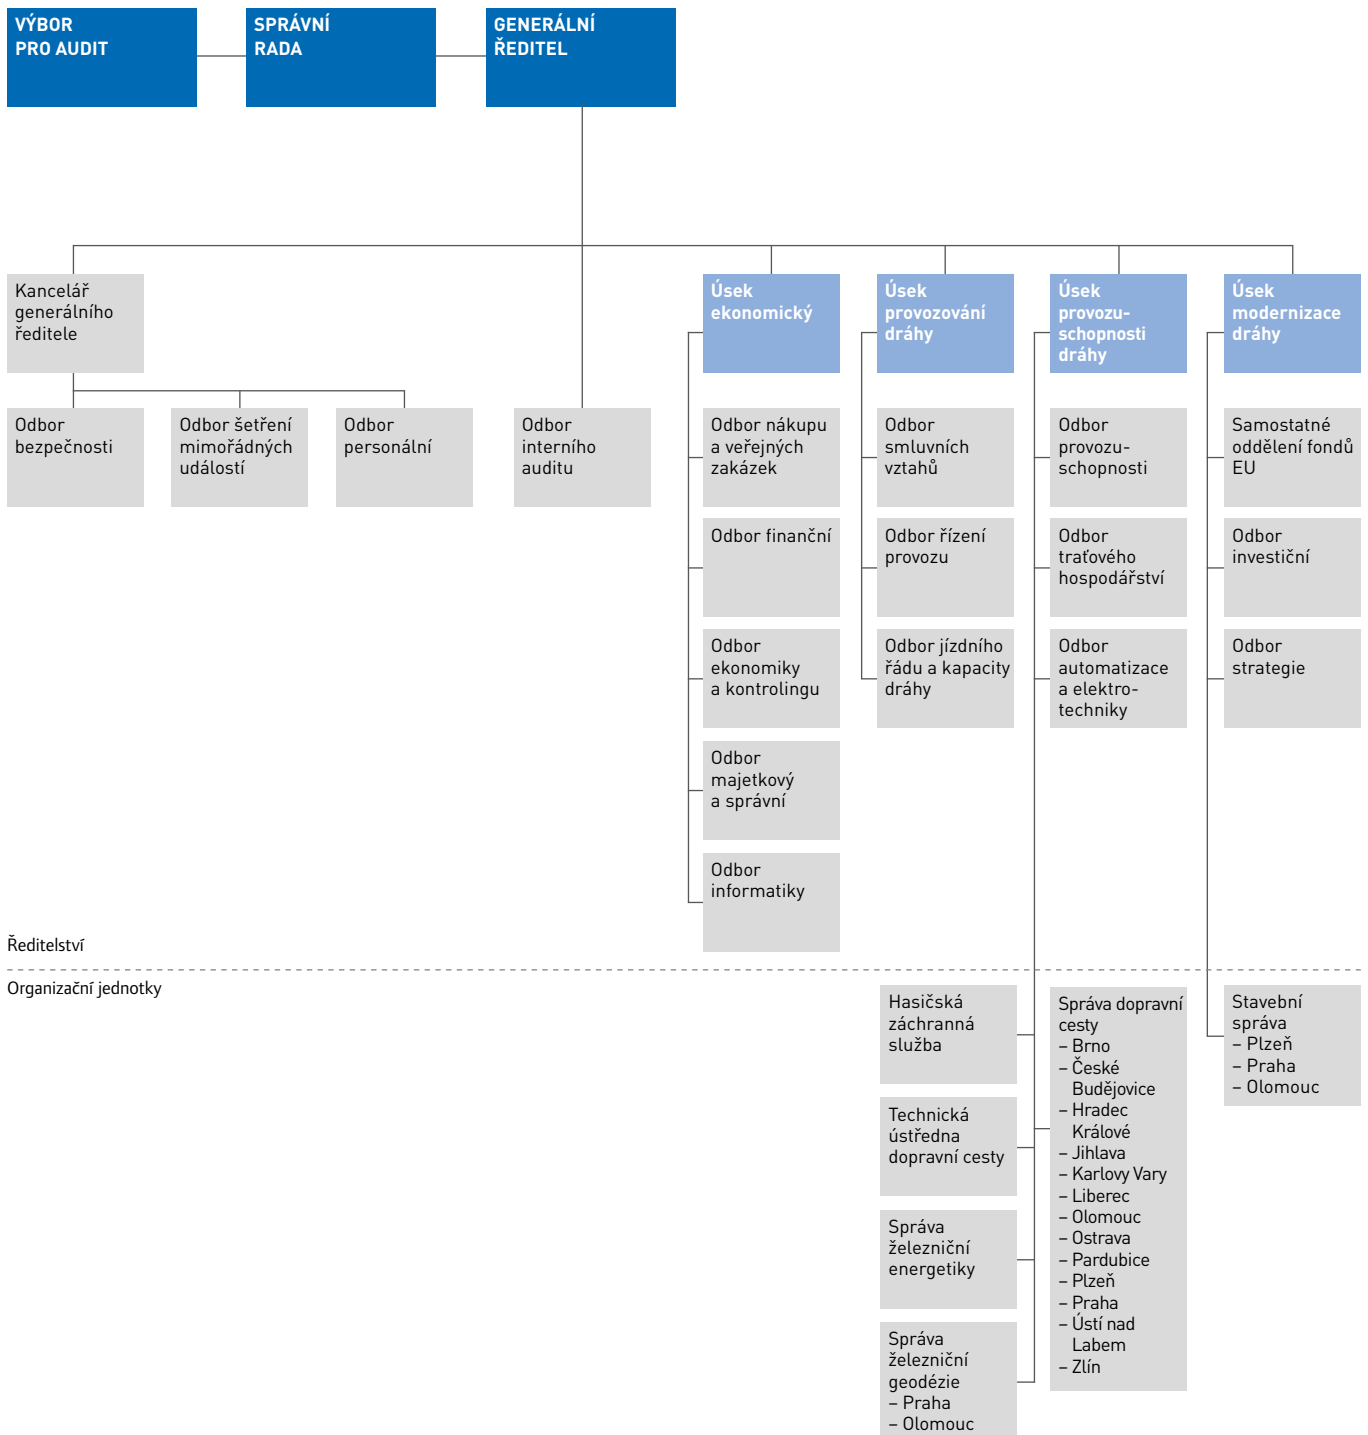 VÝBOR
PRO AUDIT
SPRÁVNÍ
RADA
GENERÁLNÍ
ŘEDITEL
Kancelář
generálního
ředitele
Úsek
ekonomický
Úsek
provozování
dráhy
Úsek
provozu-
schopnosti
dráhy
Úsek
modernizace
dráhy
Odbor
bezpečnosti
Odbor šetření
mimořádných
událostí
Odbor
personální
Odbor
interního
auditu
Odbor nákupu
a veřejných
zakázek
Odbor
smluvních
vztahů
Odbor
provozu-
schopnosti
Samostatné
oddělení fondů
EU
Odbor finanční
Odbor řízení
provozu
Odbor
traťového
hospodářství
Odbor
investiční
Odbor
ekonomiky
a kontrolingu
Odbor jízdního
řádu a kapacity
dráhy
Odbor
automatizace
a elektro-
techniky
Odbor
strategie
Odbor
majetkový
a správní
Odbor
informatiky
Ředitelství
Organizační jednotky
Hasičská
záchranná
služba
Technická
ústředna
dopravní cesty
Správa
železniční
energetiky
Správa
železniční
geodézie
– Praha
– Olomouc
Správa dopravní
cesty
– Brno
– České
Budějovice
– Hradec
Králové
– Jihlava
– Karlovy Vary
– Liberec
– Olomouc
– Ostrava
– Pardubice
– Plzeň
– Praha
– Ústí nad
Labem
– Zlín
Stavební
správa
– Plzeň
– Praha
– Olomouc